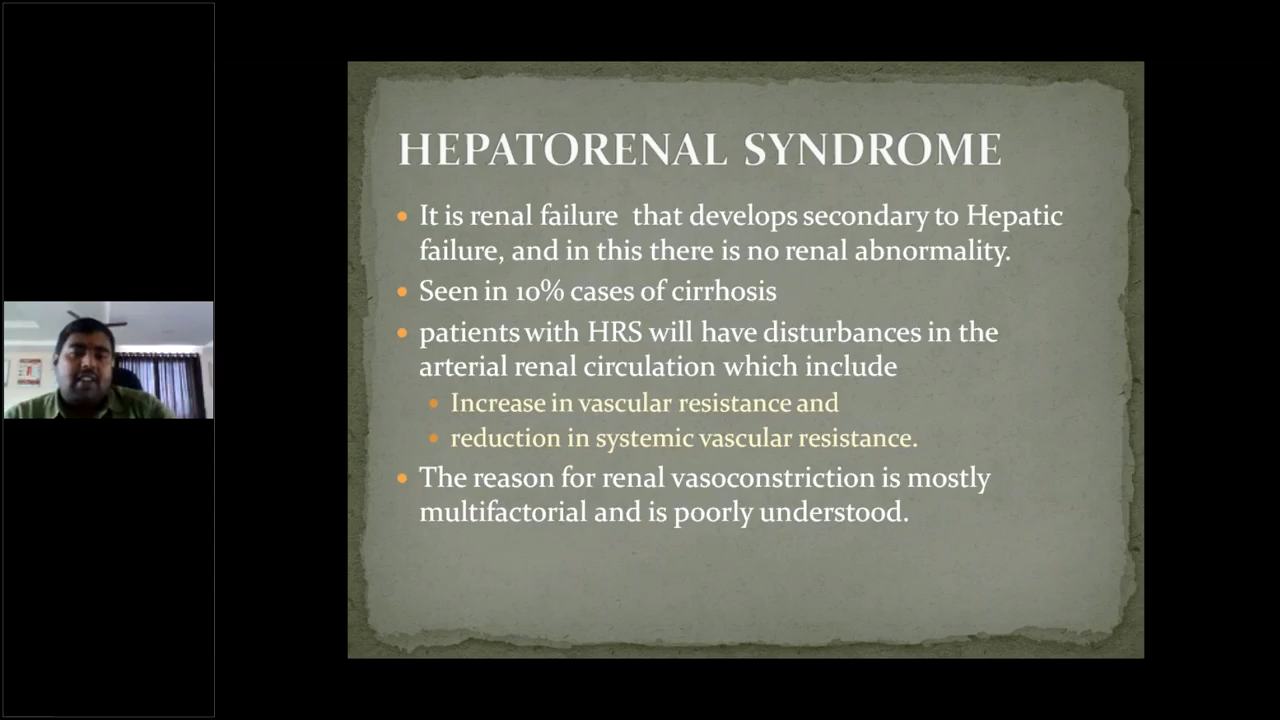 HEPATORENAL SYNDROME
It is renal failure that develops secondary to Hepatic
failure, and in this there is no renal abnormality.
Seen in 10% cases of cirrhosis
patients with HRS will have disturbances in the
arterial renal circulation which include
Increase in vascular resistance and
reduction in systemic vascular resistance.
The reason for renal vasoconstriction is mostly
multifactorial and is poorly understood.